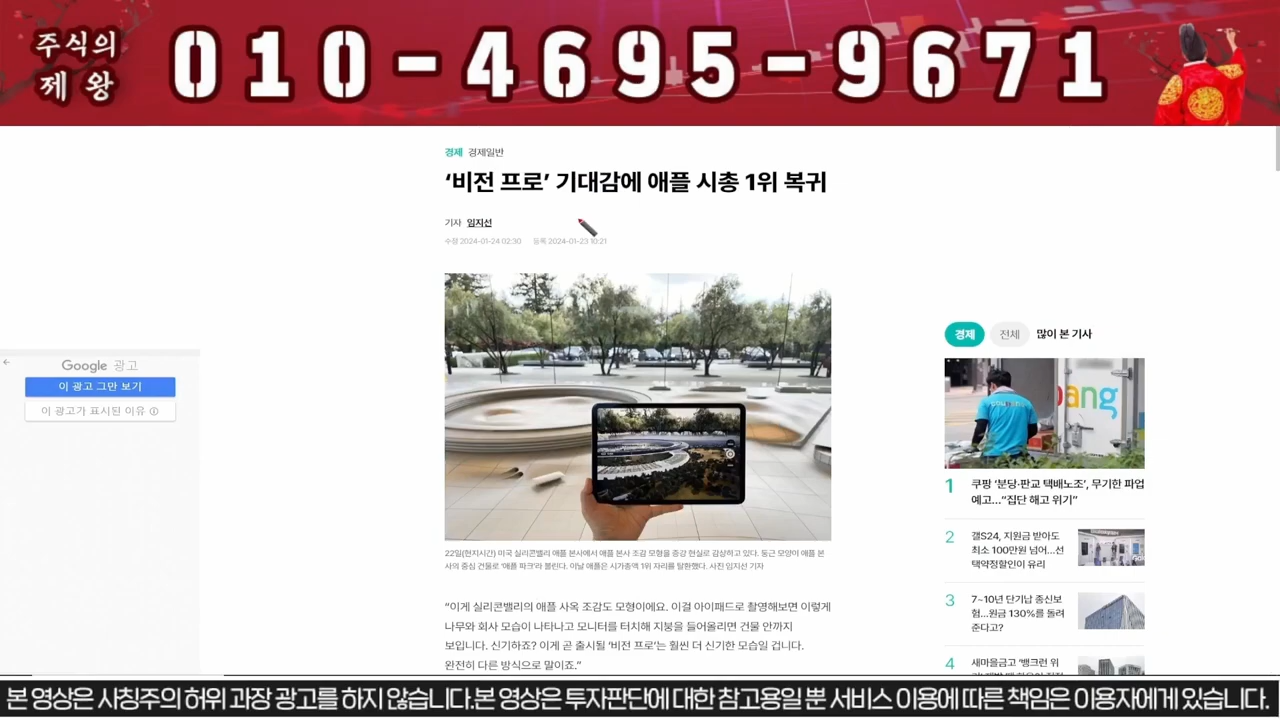 주식의
제왕
010-4695-9671
경제 경제일반
‘비전 프로’ 기대감에 애플 시총 1위 복귀
기자 임지선
수정 2024-01-24 02:30 등록 2024-01-23 10:21
Google 광고
이 광고 그만 보기
이 광고가 표시된 이유
22일(현지시간) 미국 실리콘밸리 애플 본사에서 애플 본사 조감 모형을 증강 현실로 감상하고 있다. 둥근 모양이 애플 본
사의 중심 건물로 ‘애플 파크’라 불린다. 이날 애플은 시가총액 1위 자리를 탈환했다. 사진 임지선 기자
“이게 실리콘밸리의 애플 사옥 조감도 모형이에요. 이걸 아이패드로 촬영해보면 이렇게
나무와 회사 모습이 나타나고 모니터를 터치해 지붕을 들어올리면 건물 안까지
보입니다. 신기하죠? 이게 곧 출시될 ‘비전 프로’는 훨씬 더 신기한 모습일 겁니다.
완전히 다른 방식으로 말이죠.”
경제 전체 많이 본 기사
ang
1 쿠팡 ‘분당·판교 택배노조’, 무기한 파업
예고…“집단 해고 위기”
2 갤S24, 지원금 받아도
최소 100만원 넘어…선
택약정할인이 유리
3 7~10년 단기납 종신보
험…원금 130%를 돌려
준다고?
4 새마을금고 ‘뱅크런 위
본 영상은 사칭주의 허위 과장 광고를 하지 않습니다.본 영상은 투자판단에 대한 참고용일 뿐 서비스 이용에 따른 책임은 이용자에게 있습니다.